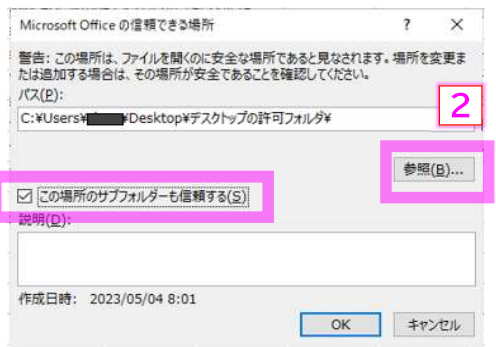 Microsoft Office の信頼できる場所 ? ×
警告: この場所は、ファイルを開くのに安全な場所であると見なされます。場所を変更ま
たは追加する場合は、その場所が安全であることを確認してください。
パス(P):
C:¥Users¥ ¥Desktop¥デスクトップの許可フォルダ¥
2
参照(B)...
この場所のサブフォルダーも信頼する(S)
説明(D):
作成日時: 2023/05/04 8:01
OK キャンセル